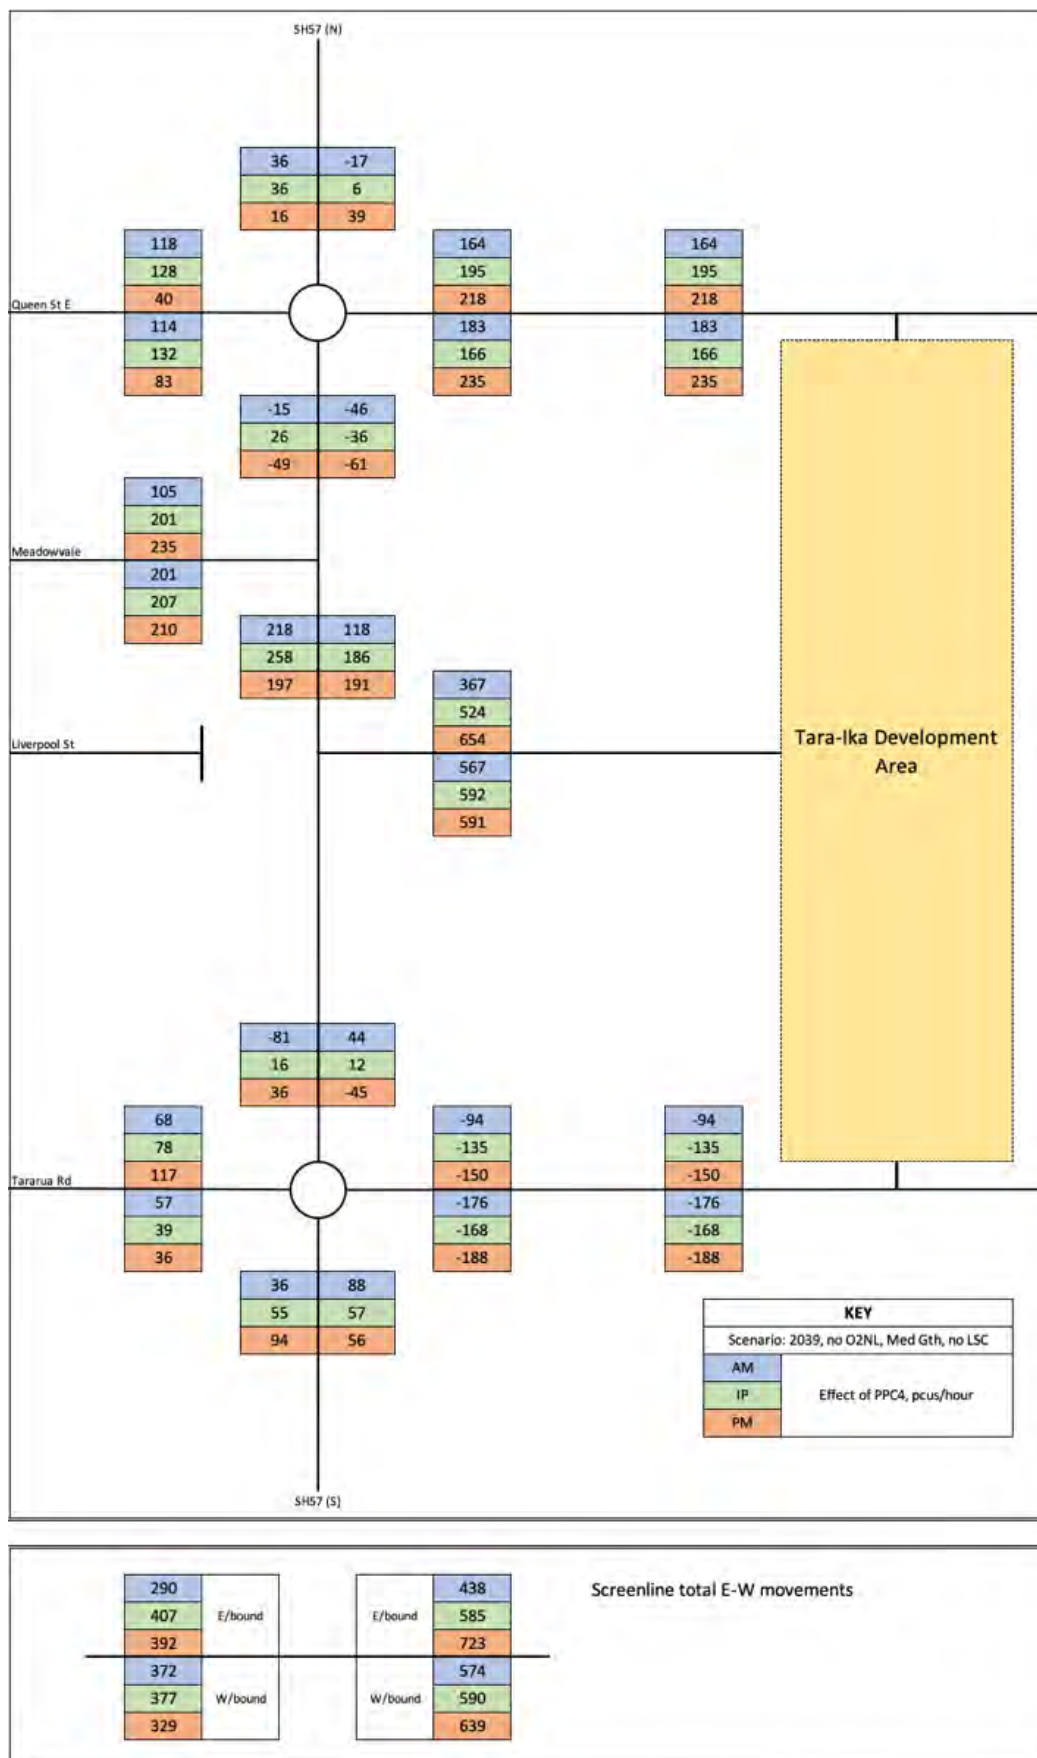 SH57 (N)
36 -17
36 6
16 39
118 164 164
128 195 195
40 218 218
Queen St E
114 183 183
132 166 166
83 235 235
-15 -46
26 -36
-49 -61
105
201
235
Meadowvale
201
207
210
218 118
258 186
197 191
367
524
654
Liverpool St
567
592
591
Tara-Ika Development
Area
-81 44
16 12
36 -45
68 -94 -94
78 -135 -135
117 -150 -150
Tararua Rd
57 -176 -176
39 -168 -168
36 -188 -188
36 88
55 57
94 56
KEY
Scenario: 2039, no O2NL, Med Gth, no LSC
AM
IP Effect of PPC4, pcus/hour
PM
SH57 (S)
290 438 Screenline total E-W movements
407 E/bound E/bound 585
392 723
372 574
377 W/bound W/bound 590
329 639